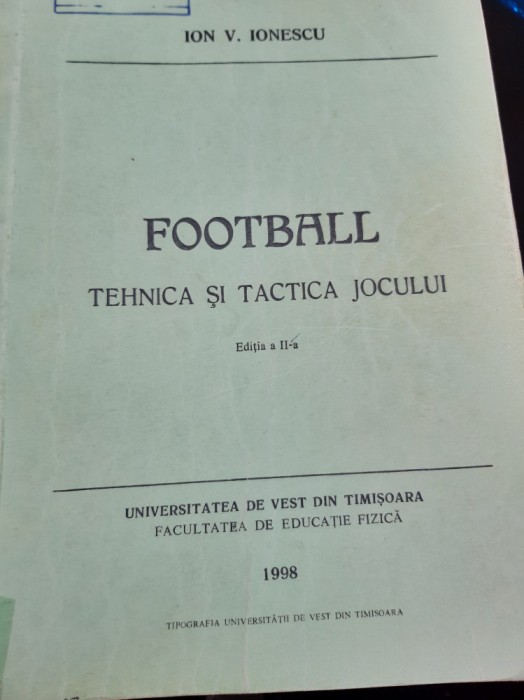 ION V. IONESCU
FOOTBALL
TEHNICA ŞI TACTICA JOCULUI
Ediţia a II-a
UNIVERSITATEA DE VEST DIN TIMIŞOARA
FACULTATEA DE EDUCAŢIE FIZICĂ
1998
TIPOGRAFIA UNIVERSITĂŢII DE VEST DIN TIMISOARA